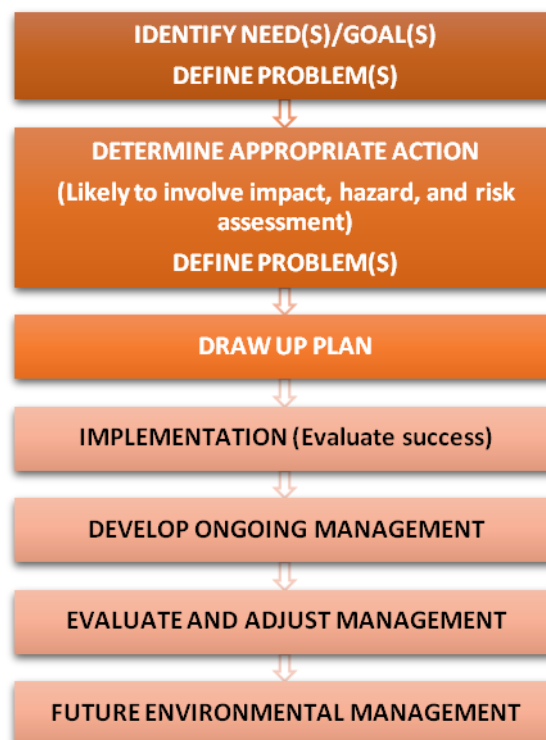 IDENTIFY NEED(S)/GOAL(S)
DEFINE PROBLEM(S)
DETERMINE APPROPRIATE ACTION
(Likely to involve impact, hazard, and risk
assessment)
DEFINE PROBLEM(S)
DRAW UP PLAN
IMPLEMENTATION (Evaluate success)
DEVELOP ONGOING MANAGEMENT
EVALUATE AND ADJUST MANAGEMENT
FUTURE ENVIRONMENTAL MANAGEMENT